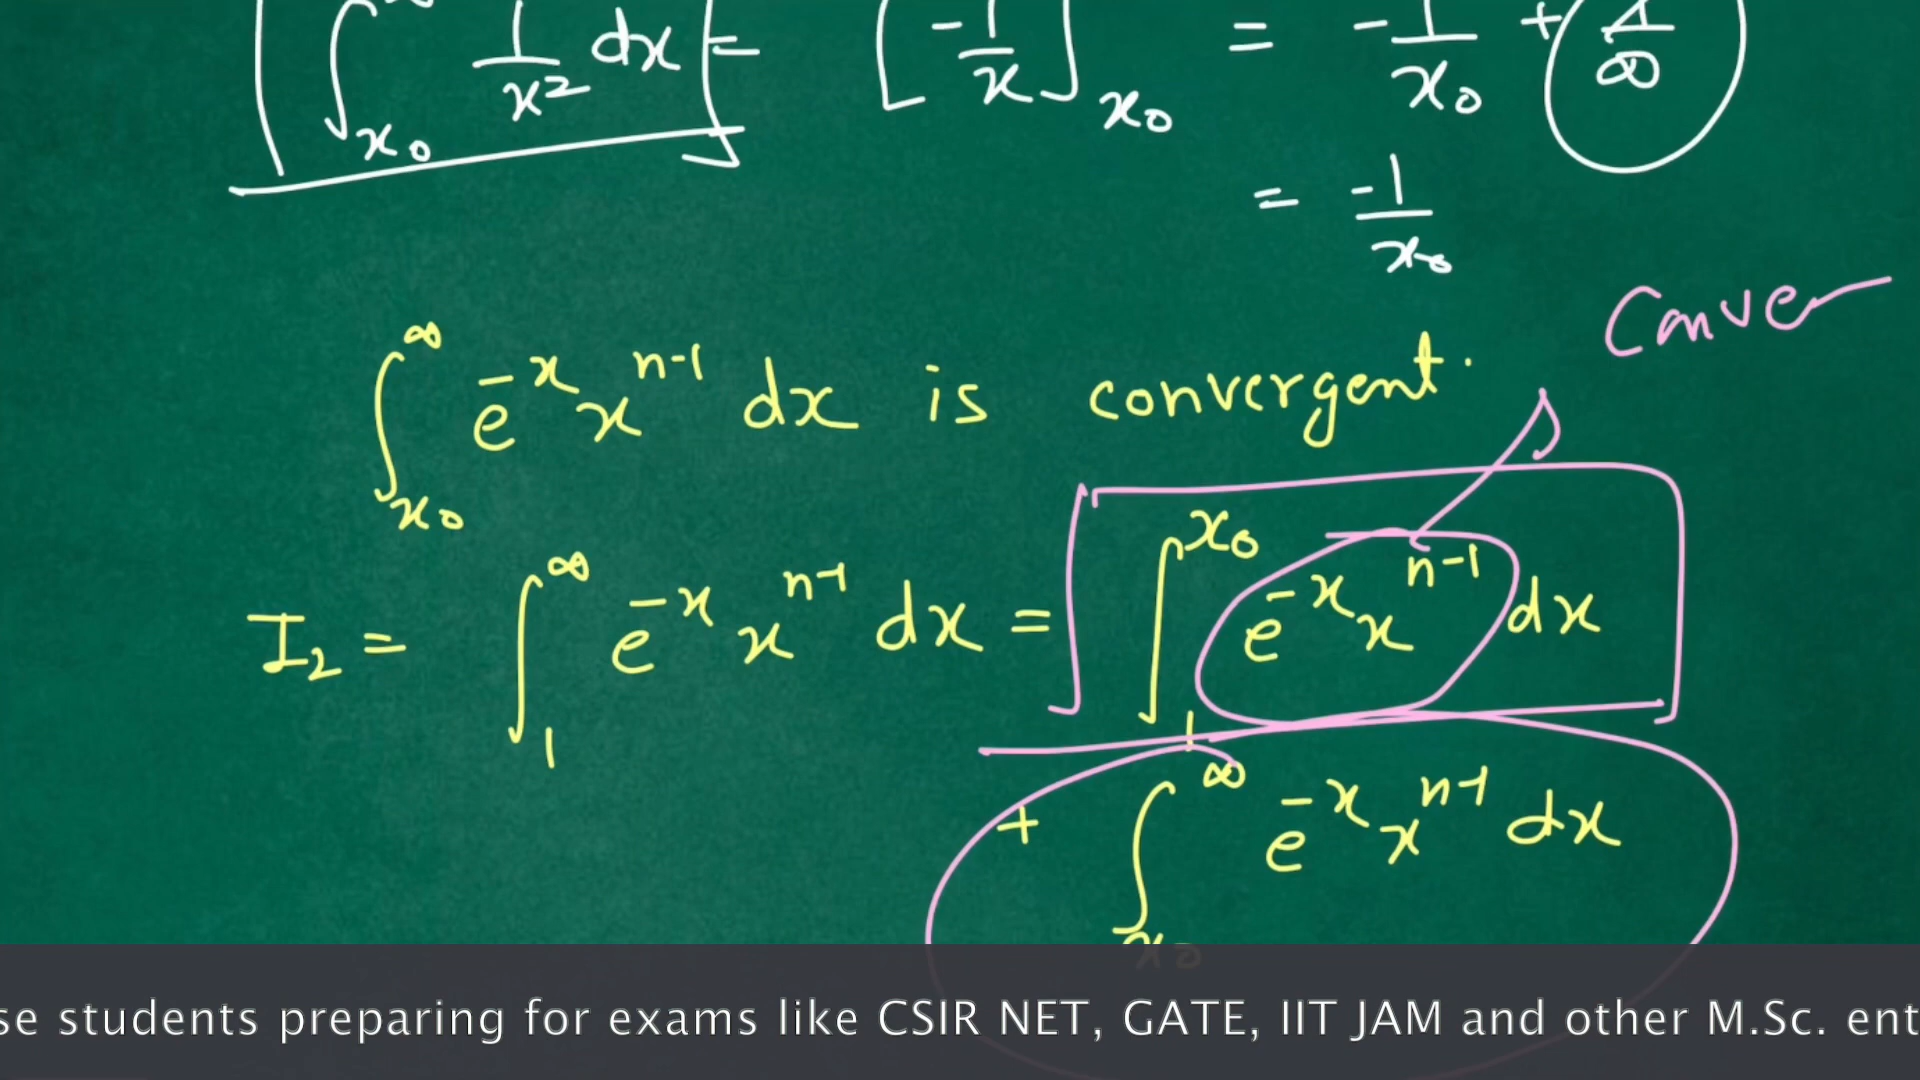 ∫_{x₀}^{∞} 1/x² dx = [-1/x]_{x₀} = -1/x₀ + 1/∞
= -1/x₀
Conver
∫_{x₀}^{∞} e^{-x} x^{n-1} dx is convergent.
I₂ = ∫_{1}^{∞} e^{-x} x^{n-1} dx = ∫_{1}^{x₀} e^{-x} x^{n-1} dx
+ ∫_{x₀}^{∞} e^{-x} x^{n-1} dx
se students preparing for exams like CSIR NET, GATE, IIT JAM and other M.Sc. ent